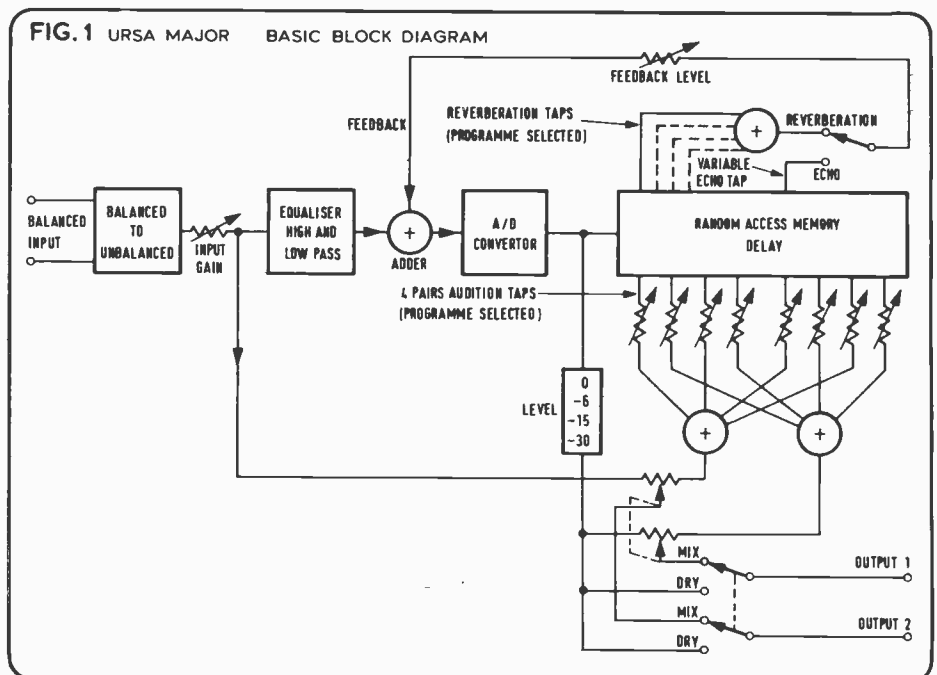 FIG. 1 URSA MAJOR BASIC BLOCK DIAGRAM
FEEDBACK LEVEL
REVERBERATION TAPS
(PROGRAMME SELECTED)
FEEDBACK
+
REVERBERATION
VARIABLE
ECHO TAP
ECHO
BALANCED
INPUT
BALANCED
TO
UNBALANCED
INPUT
GAIN
EQUALISER
HIGH AND
LOW PASS
+
ADDER
A/D
CONVERTOR
RANDOM ACCESS MEMORY
DELAY
4 PAIRS AUDITION TAPS
(PROGRAMME SELECTED)
LEVEL
0
-6
-15
-30
+
+
MIX
OUTPUT 1
DRY
MIX
OUTPUT 2
DRY